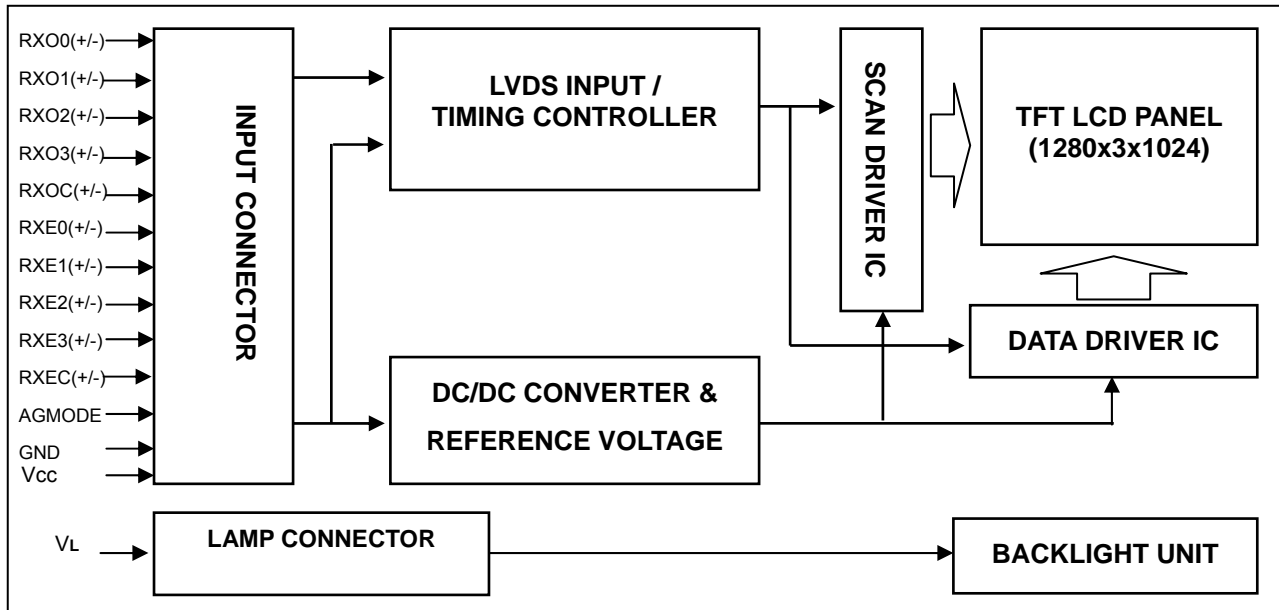 RXO0(+/-)
RXO1(+/-)
RXO2(+/-)
RXO3(+/-)
RXOC(+/-)
RXE0(+/-)
RXE1(+/-)
RXE2(+/-)
RXE3(+/-)
RXEC(+/-)
AGMODE
GND
Vcc
VL
INPUT CONNECTOR
LVDS INPUT /
TIMING CONTROLLER
DC/DC CONVERTER &
REFERENCE VOLTAGE
SCAN DRIVER IC
TFT LCD PANEL
(1280x3x1024)
DATA DRIVER IC
LAMP CONNECTOR
BACKLIGHT UNIT